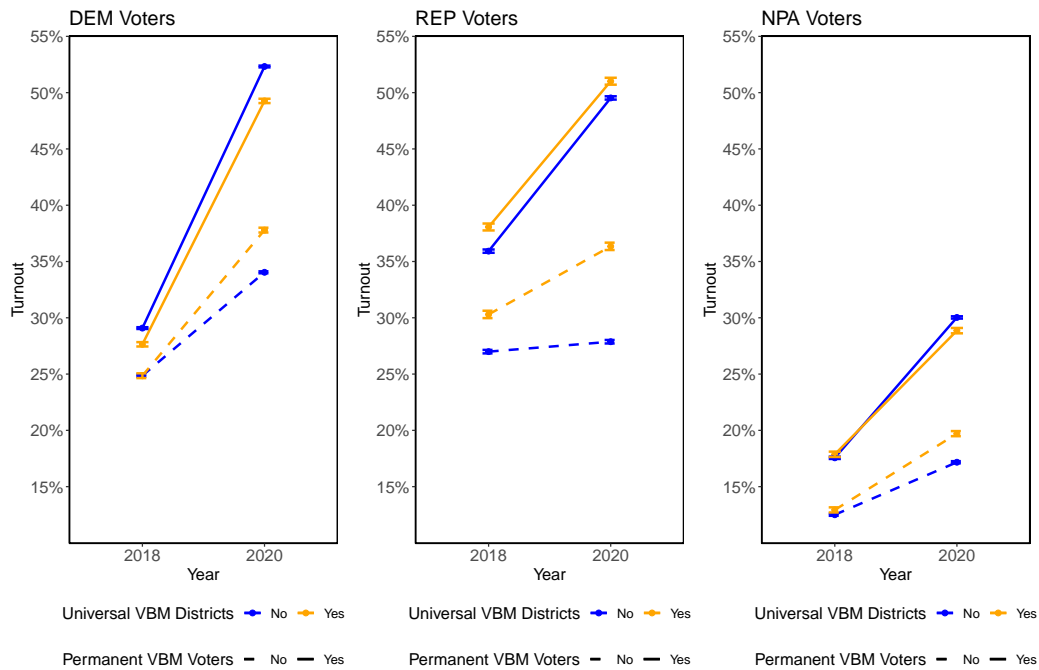 DEM Voters
55%
50%
45%
40%
35%
30%
25%
20%
15%
Turnout
2018 2020
Year
Universal VBM Districts No Yes
Permanent VBM Voters No Yes
REP Voters
55%
50%
45%
40%
35%
30%
25%
20%
15%
Turnout
2018 2020
Year
Universal VBM Districts No Yes
Permanent VBM Voters No Yes
NPA Voters
55%
50%
45%
40%
35%
30%
25%
20%
15%
Turnout
2018 2020
Year
Universal VBM Districts No Yes
Permanent VBM Voters No Yes